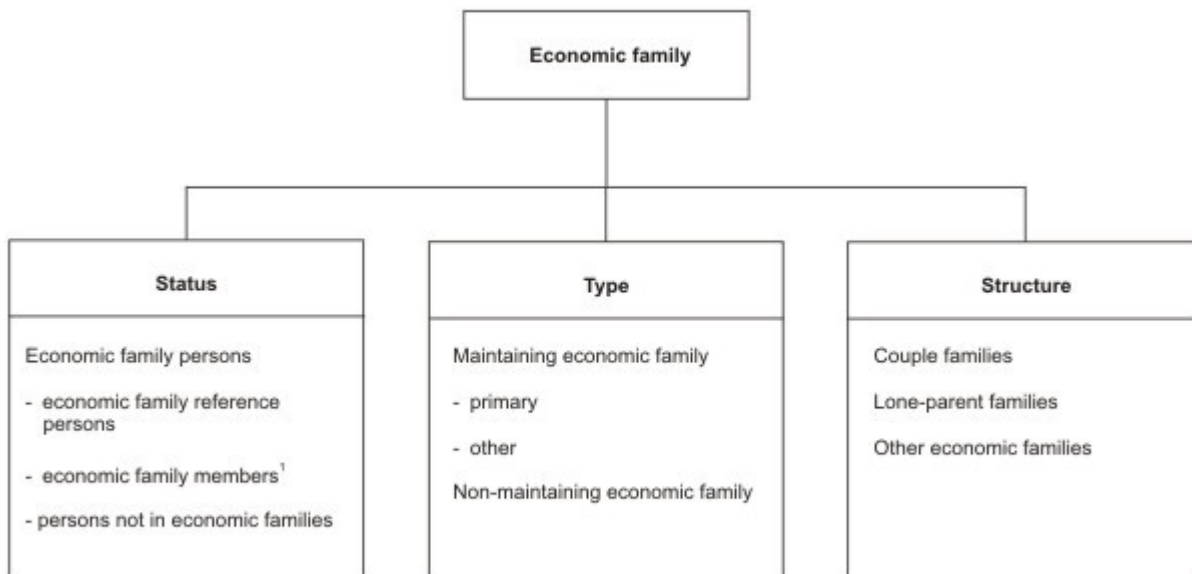 Economic family
Status
Economic family persons
- economic family reference
persons
- economic family members¹
- persons not in economic families
Type
Maintaining economic family
- primary
- other
Non-maintaining economic family
Structure
Couple families
Lone-parent families
Other economic families